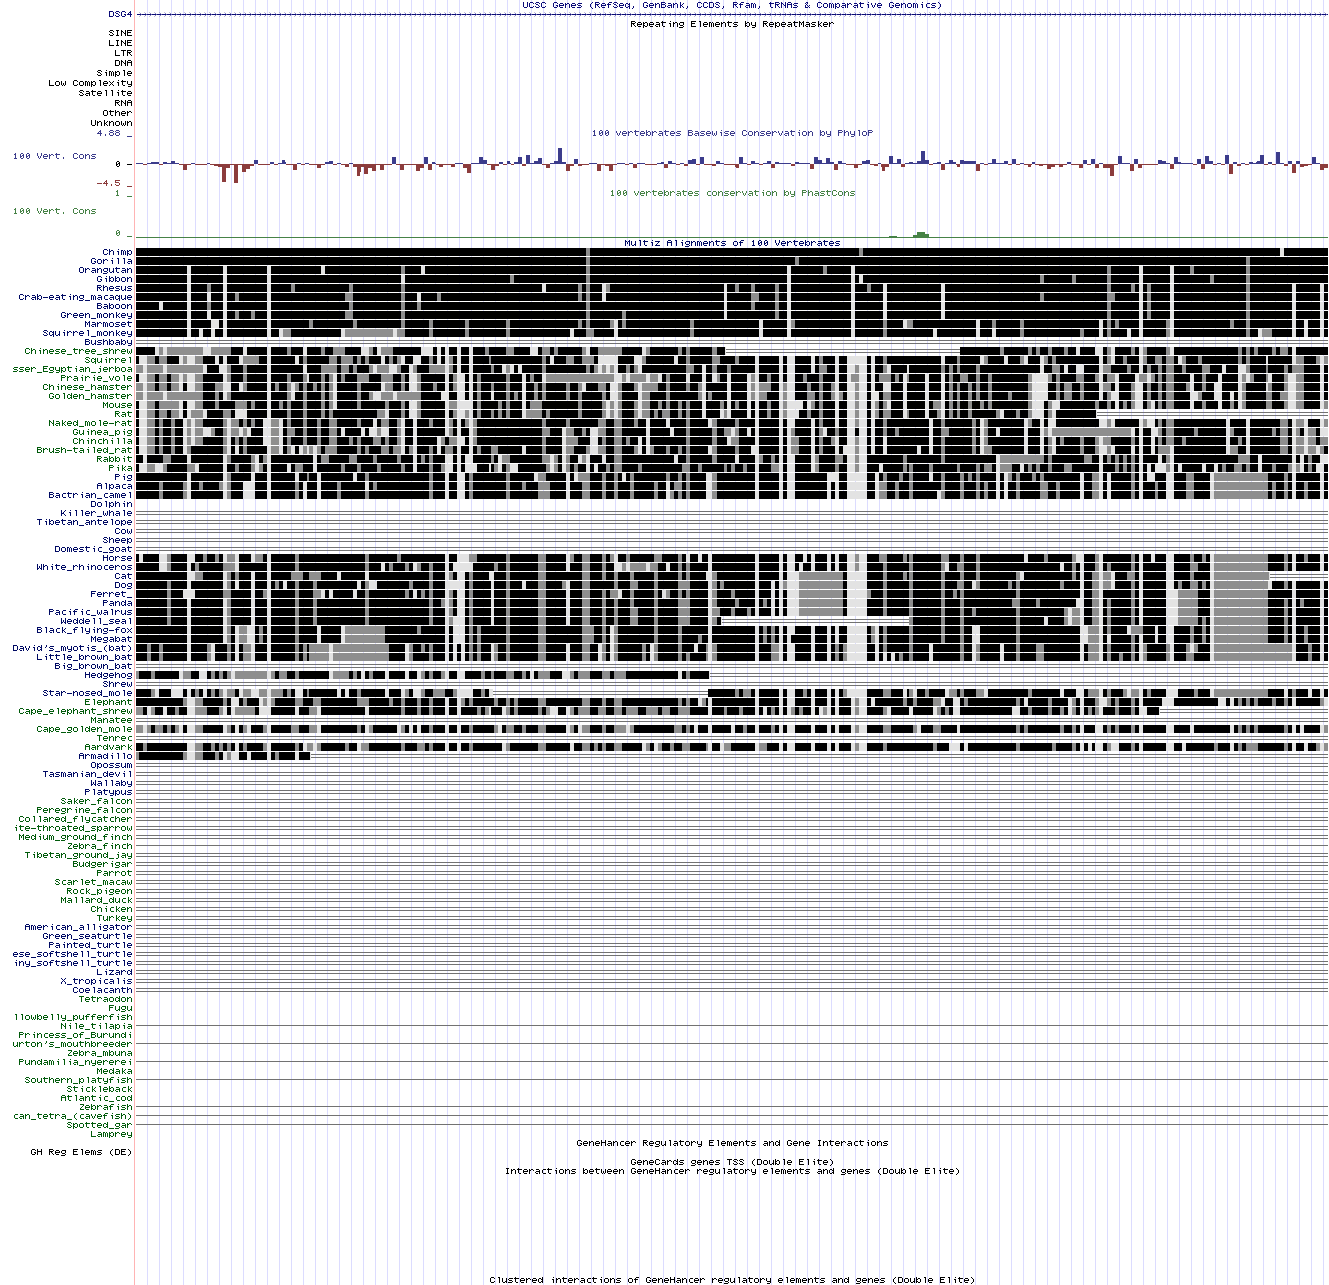 UCSC Genes (RefSeq, GenBank, CCDS, Rfam, tRNAs & Comparative Genomics)
DSG4
Repeating Elements by RepeatMasker
SINE
LINE
LTR
DNA
Simple
Low Complexity
Satellite
RNA
Other
Unknown
4.88 _
100 vertebrates Basewise Conservation by PhyloP
100 Vert. Cons
0 _
-4.5 _
1 _
100 vertebrates conservation by PhastCons
100 Vert. Cons
0 _
Multiz Alignments of 100 Vertebrates
Chimp
Gorilla
Orangutan
Gibbon
Rhesus
Crab-eating_macaque
Baboon
Green_monkey
Marmoset
Squirrel_monkey
Bushbaby
Chinese_tree_shrew
Squirrel
sser_Egyptian_jerboa
Prairie_vole
Chinese_hamster
Golden_hamster
Mouse
Rat
Naked_mole-rat
Guinea_pig
Chinchilla
Brush-tailed_rat
Rabbit
Pika
Pig
Alpaca
Bactrian_camel
Dolphin
Killer_whale
Tibetan_antelope
Cow
Sheep
Domestic_goat
Horse
White_rhinoceros
Cat
Dog
Ferret_
Panda
Pacific_walrus
Weddell_seal
Black_flying-fox
Megabat
David's_myotis_(bat)
Little_brown_bat
Big_brown_bat
Hedgehog
Shrew
Star-nosed_mole
Elephant
Cape_elephant_shrew
Manatee
Cape_golden_mole
Tenrec
Aardvark
Armadillo
Opossum
Tasmanian_devil
Wallaby
Platypus
Saker_falcon
Peregrine_falcon
Collared_flycatcher
ite-throated_sparrow
Medium_ground_finch
Zebra_finch
Tibetan_ground_jay
Budgerigar
Parrot
Scarlet_macaw
Rock_pigeon
Mallard_duck
Chicken
Turkey
American_alligator
Green_seaturtle
Painted_turtle
ese_softshell_turtle
iny_softshell_turtle
Lizard
X_tropicalis
Coelacanth
Tetraodon
Fugu
llowbelly_pufferfish
Nile_tilapia
Princess_of_Burundi
urton's_mouthbreeder
Zebra_mbuna
Pundamilia_nyererei
Medaka
Southern_platyfish
Stickleback
Atlantic_cod
Zebrafish
can_tetra_(cavefish)
Spotted_gar
Lamprey
GeneHancer Regulatory Elements and Gene Interactions
GH Reg Elems (DE)
GeneCards genes TSS (Double Elite)
Interactions between GeneHancer regulatory elements and genes (Double Elite)
Clustered interactions of GeneHancer regulatory elements and genes (Double Elite)